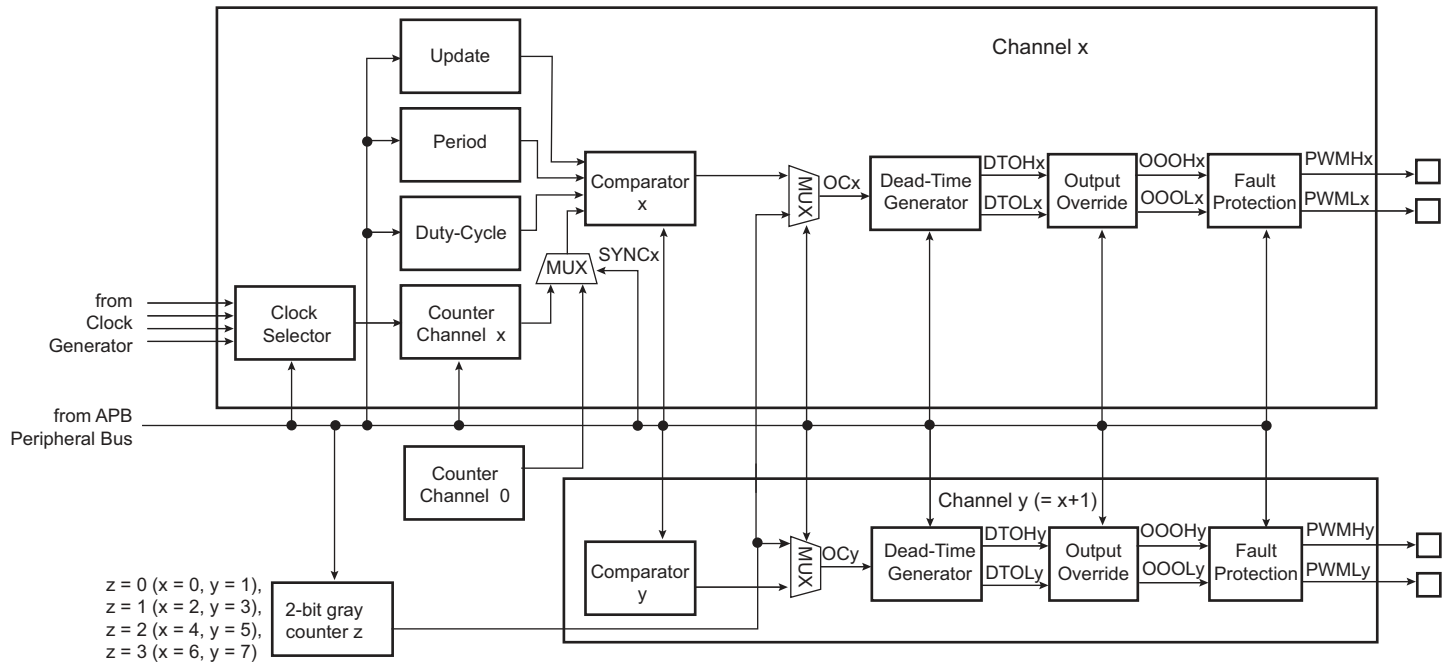 Channel x
Update
Period
Comparator
x
Duty-Cycle
MUX
SYNCx
MUX
OCx
Dead-Time
Generator
DTOHx
DTOLx
Output
Override
OOOHx
OOOLx
Fault
Protection
PWMHx
PWMLx
from
Clock
Generator
Clock
Selector
Counter
Channel x
from APB
Peripheral Bus
Counter
Channel 0
Channel y (= x+1)
Comparator
y
MUX
OCy
Dead-Time
Generator
DTOHy
DTOLy
Output
Override
OOOHy
OOOLy
Fault
Protection
PWMHy
PWMLy
z = 0 (x = 0, y = 1),
z = 1 (x = 2, y = 3),
z = 2 (x = 4, y = 5),
z = 3 (x = 6, y = 7)
2-bit gray
counter z